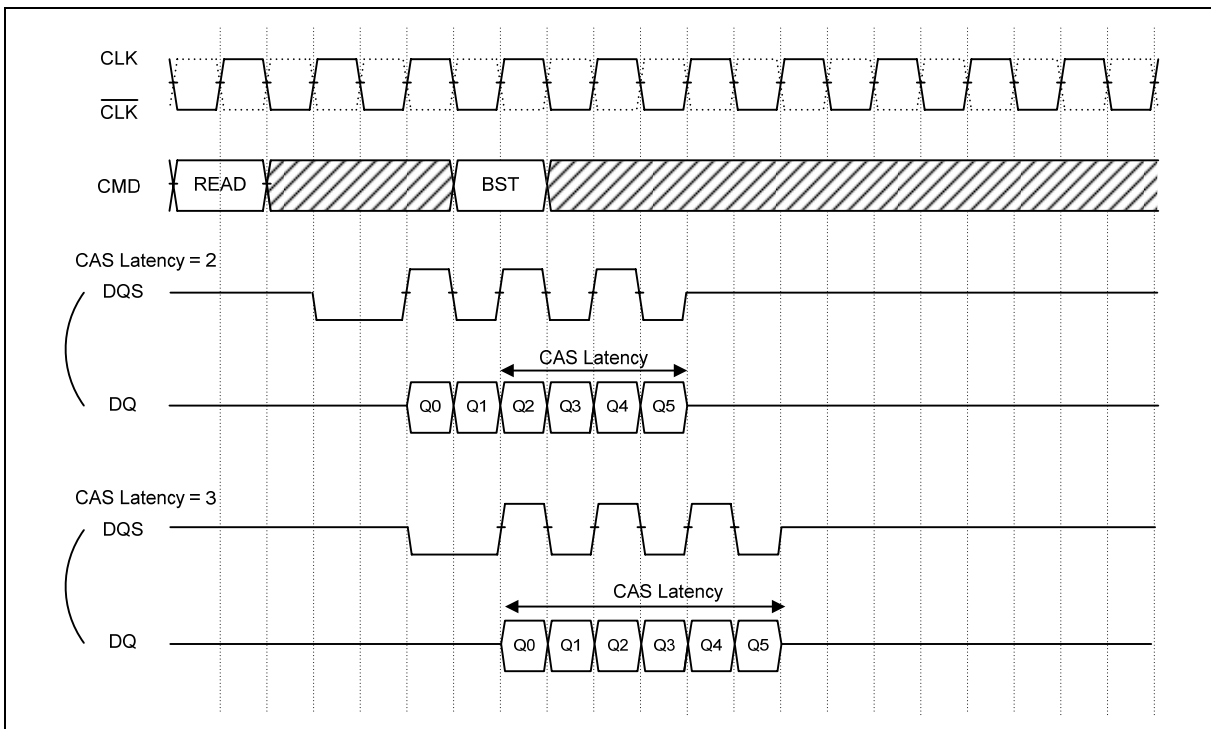 CLK
CLK
CMD
READ
BST
CAS Latency = 2
DQS
CAS Latency
DQ
Q0 Q1 Q2 Q3 Q4 Q5
CAS Latency = 3
DQS
CAS Latency
DQ
Q0 Q1 Q2 Q3 Q4 Q5